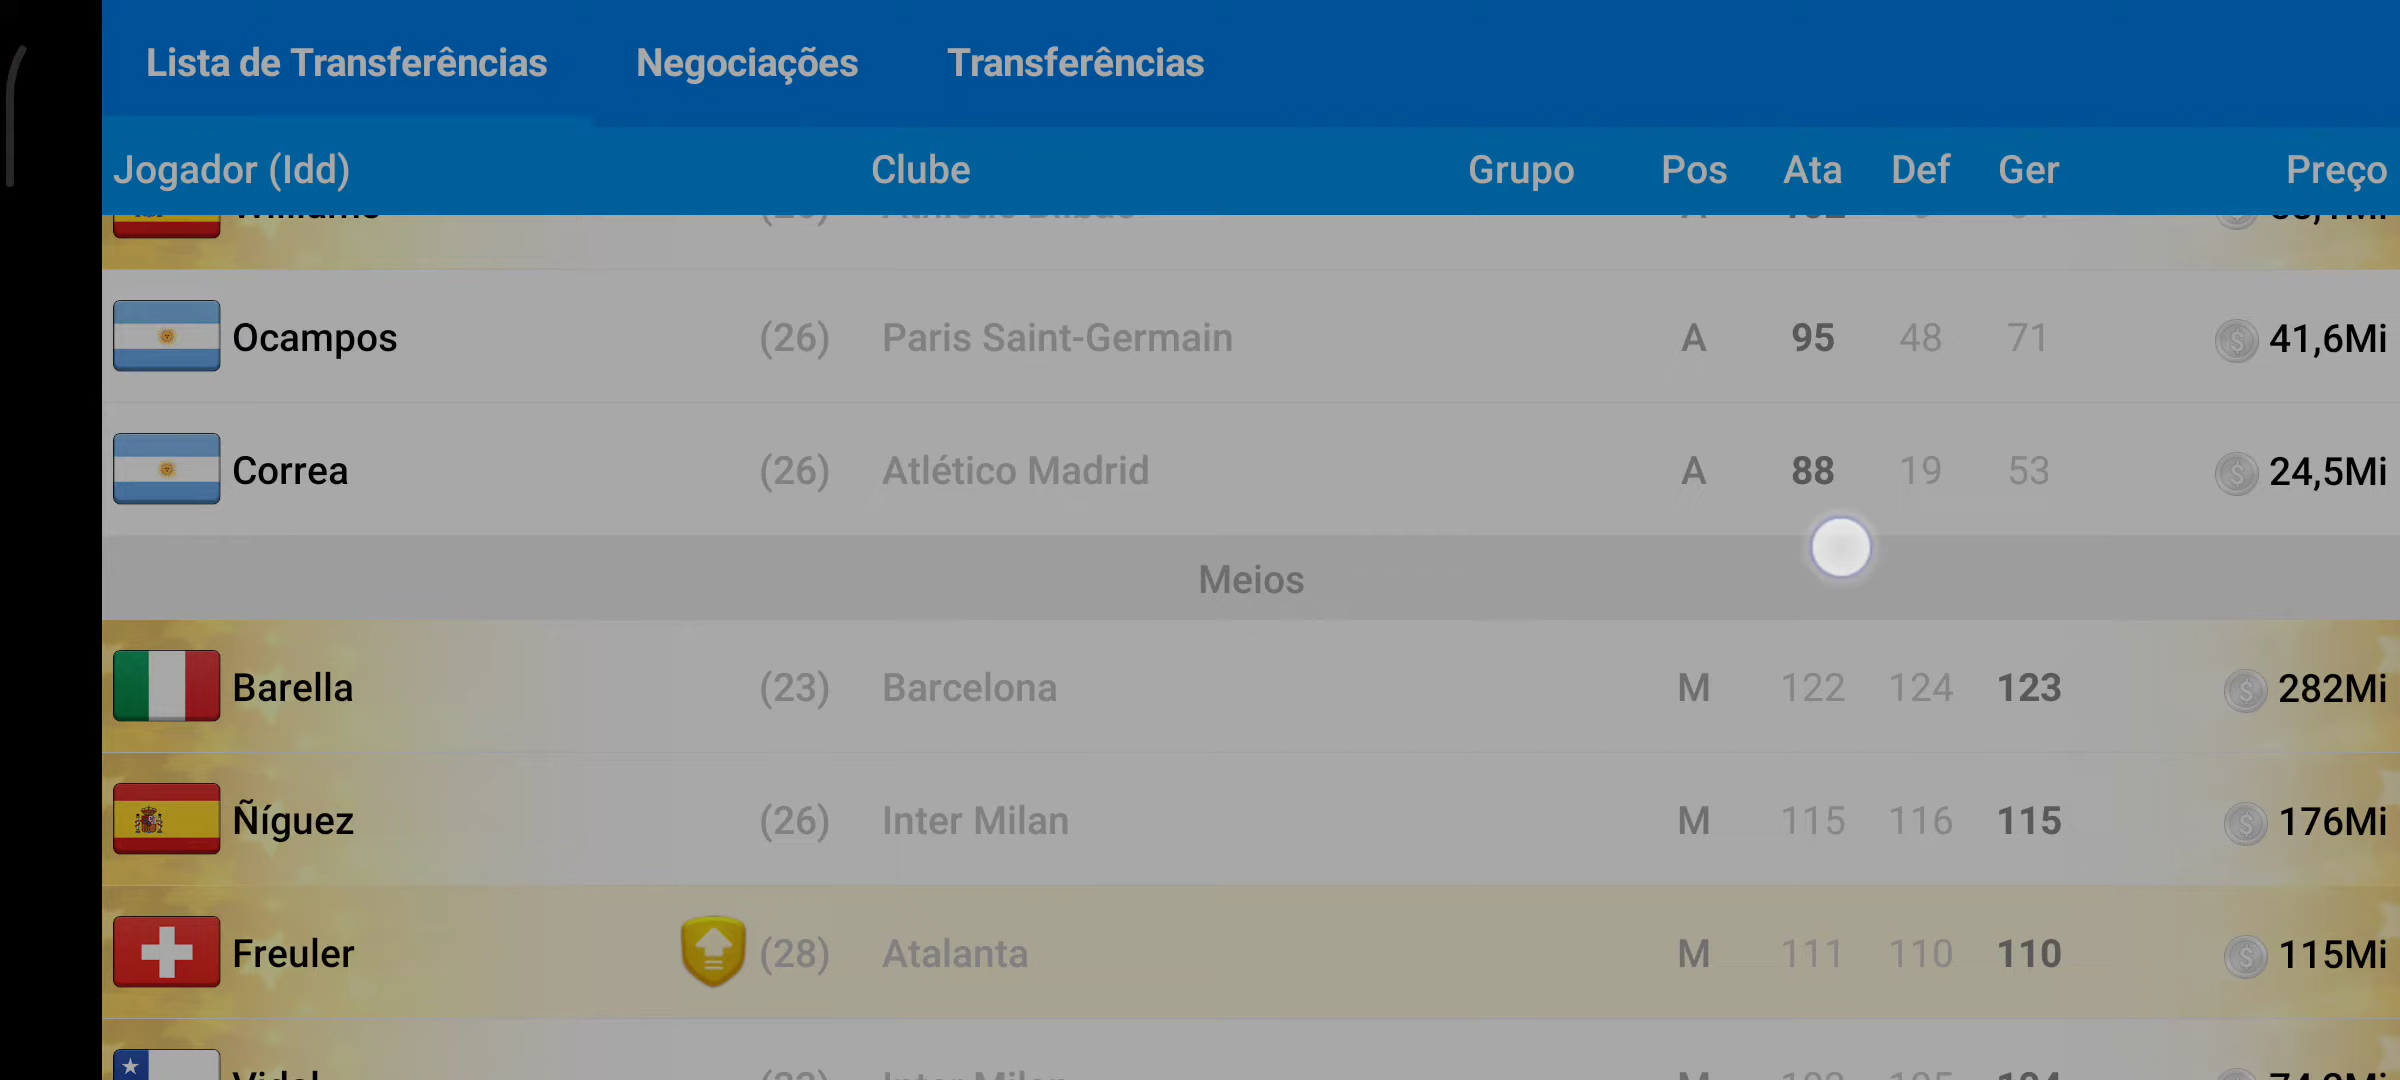 Lista de Transferências Negociações Transferências
Jogador (Idd) Clube Grupo Pos Ata Def Ger Preço
Ocampos (26) Paris Saint-Germain A 95 48 71 41,6Mi
Correa (26) Atlético Madrid A 88 19 53 24,5Mi
Meios
Barella (23) Barcelona M 122 124 123 282Mi
Ñíguez (26) Inter Milan M 115 116 115 176Mi
Freuler (28) Atalanta M 111 110 110 115Mi